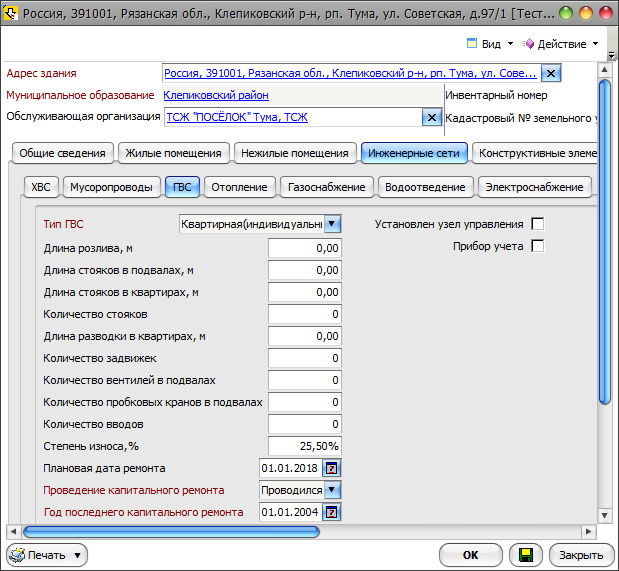 Россия, 391001, Рязанская обл., Клепиковский р-н, рп. Тума, ул. Советская, д.97/1 [Тест...
Вид Действие
Адрес здания Россия, 391001, Рязанская обл., Клепиковский р-н, рп. Тума, ул. Сове...
Муниципальное образование Клепиковский район Инвентарный номер
Обслуживающая организация ТСЖ "ПОСЁЛОК" Тума, ТСЖ Кадастровый № земельного у
Общие сведения Жилые помещения Нежилые помещения Инженерные сети Конструктивные элеме
ХВС Мусоропроводы ГВС Отопление Газоснабжение Водоотведение Электроснабжение
Тип ГВС Квартирная(индивидуальн Установлен узел управления
Прибор учета
Длина розлива, м 0,00
Длина стояков в подвалах, м 0,00
Длина стояков в квартирах, м 0,00
Количество стояков 0
Длина разводки в квартирах, м 0,00
Количество задвижек 0
Количество вентилей в подвалах 0
Количество пробковых кранов в подвалах 0
Количество вводов 0
Степень износа,% 25,50%
Плановая дата ремонта 01.01.2018
Проведение капитального ремонта Проводился
Год последнего капитального ремонта 01.01.2004
Печать ОК Закрыть